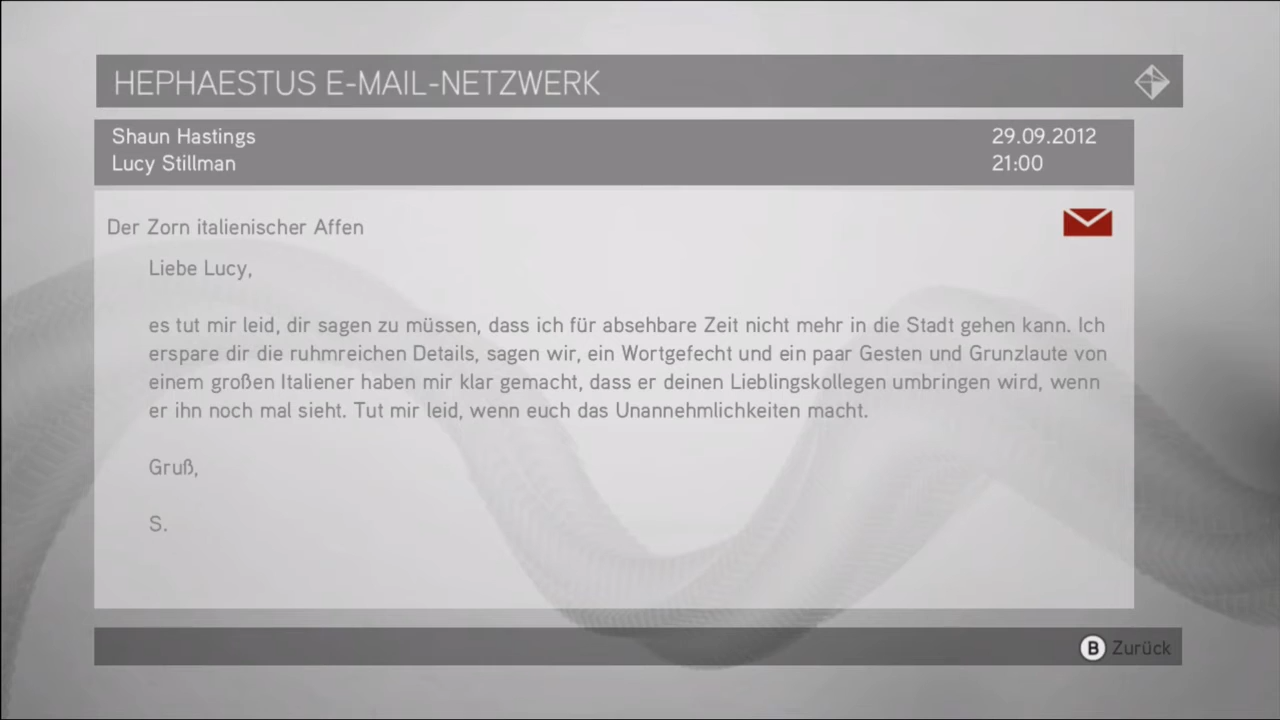 HEPHAESTUS E-MAIL-NETZWERK
Shaun Hastings 29.09.2012
Lucy Stillman 21:00
Der Zorn italienischer Affen
Liebe Lucy,
es tut mir leid, dir sagen zu müssen, dass ich für absehbare Zeit nicht mehr in die Stadt gehen kann. Ich
erspare dir die ruhmreichen Details, sagen wir, ein Wortgefecht und ein paar Gesten und Grunzlaute von
einem großen Italiener haben mir klar gemacht, dass er deinen Lieblingskollegen umbringen wird, wenn
er ihn noch mal sieht. Tut mir leid, wenn euch das Unannehmlichkeiten macht.
Gruß,
S.
B Zurück